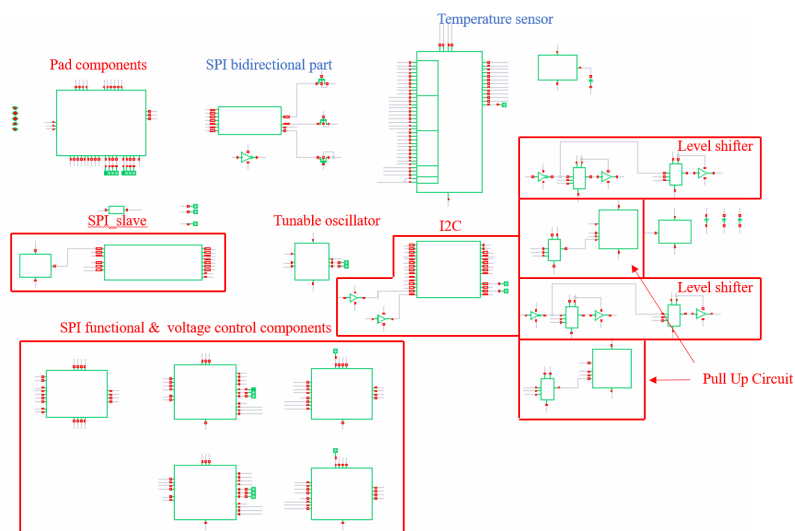 Temperature sensor
Pad components
SPI bidirectional part
Level shifter
SPI_slave
Tunable oscillator
I2C
Level shifter
SPI functional & voltage control components
Pull Up Circuit